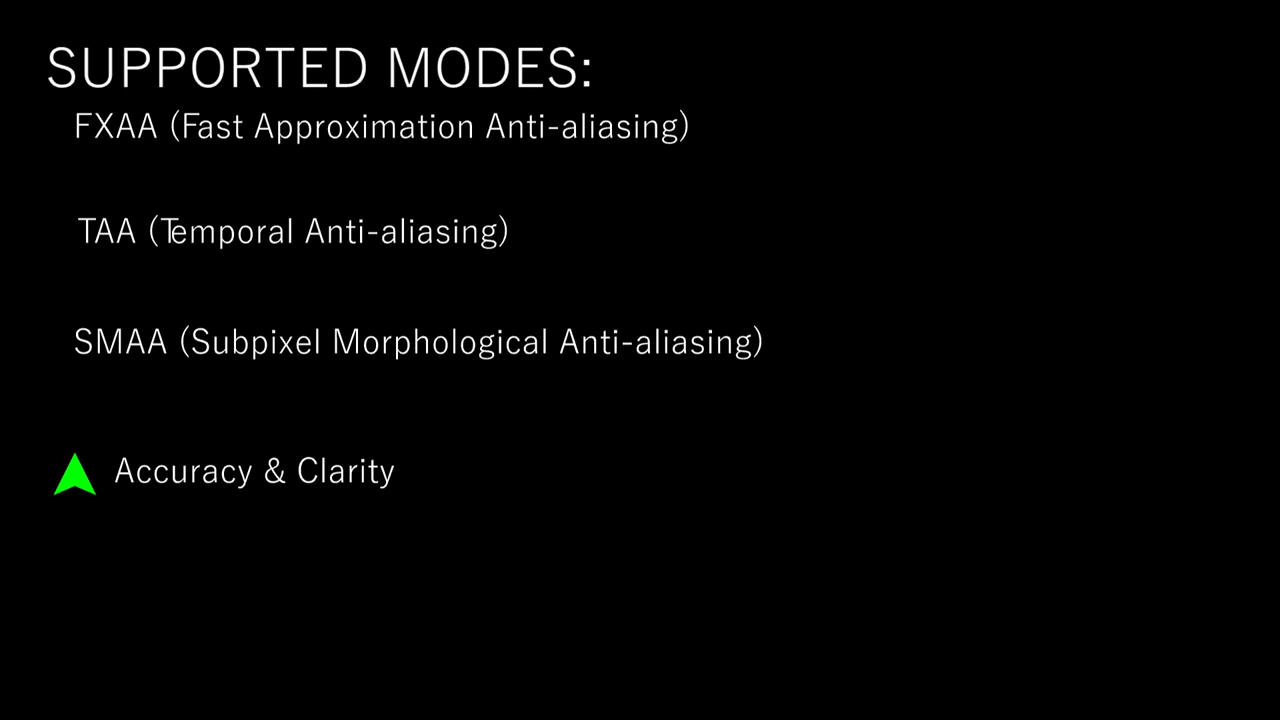 SUPPORTED MODES:
FXAA (Fast Approximation Anti-aliasing)
TAA (Temporal Anti-aliasing)
SMAA (Subpixel Morphological Anti-aliasing)
Accuracy & Clarity